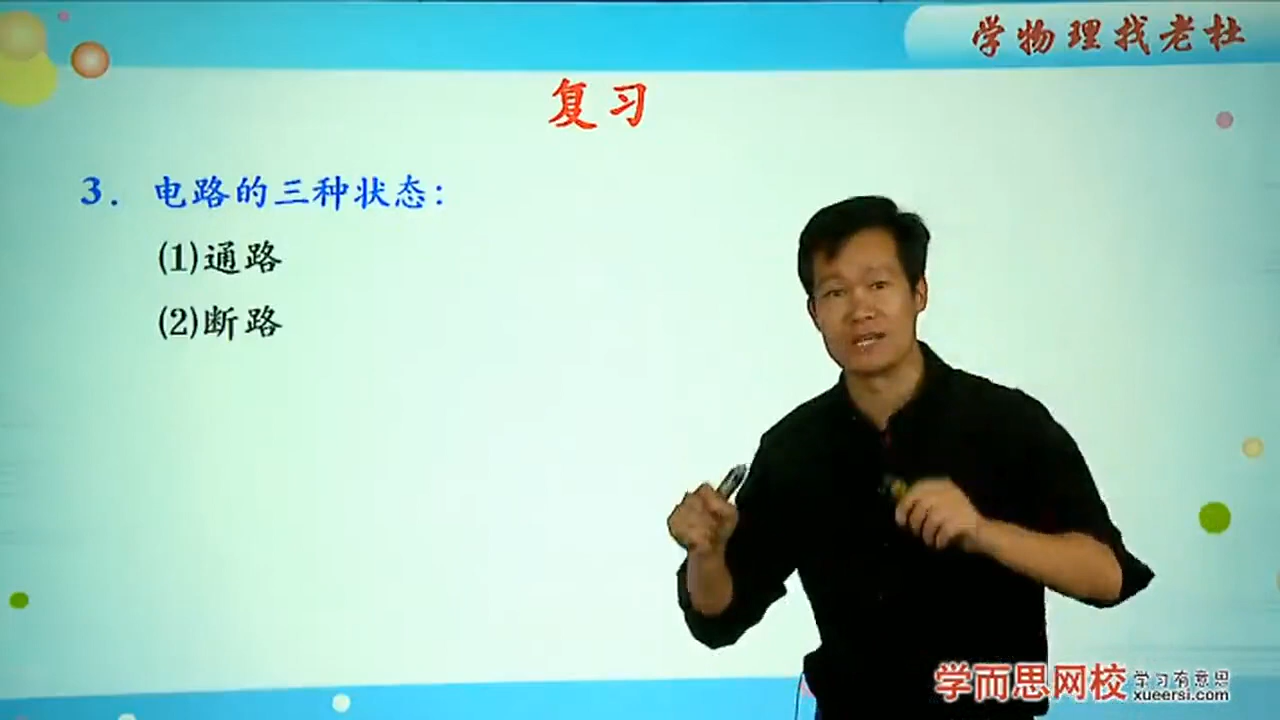 学物理找老杜
复习
3. 电路的三种状态:
(1)通路
(2)断路
学而思网校
学习有意思
xueersi.com